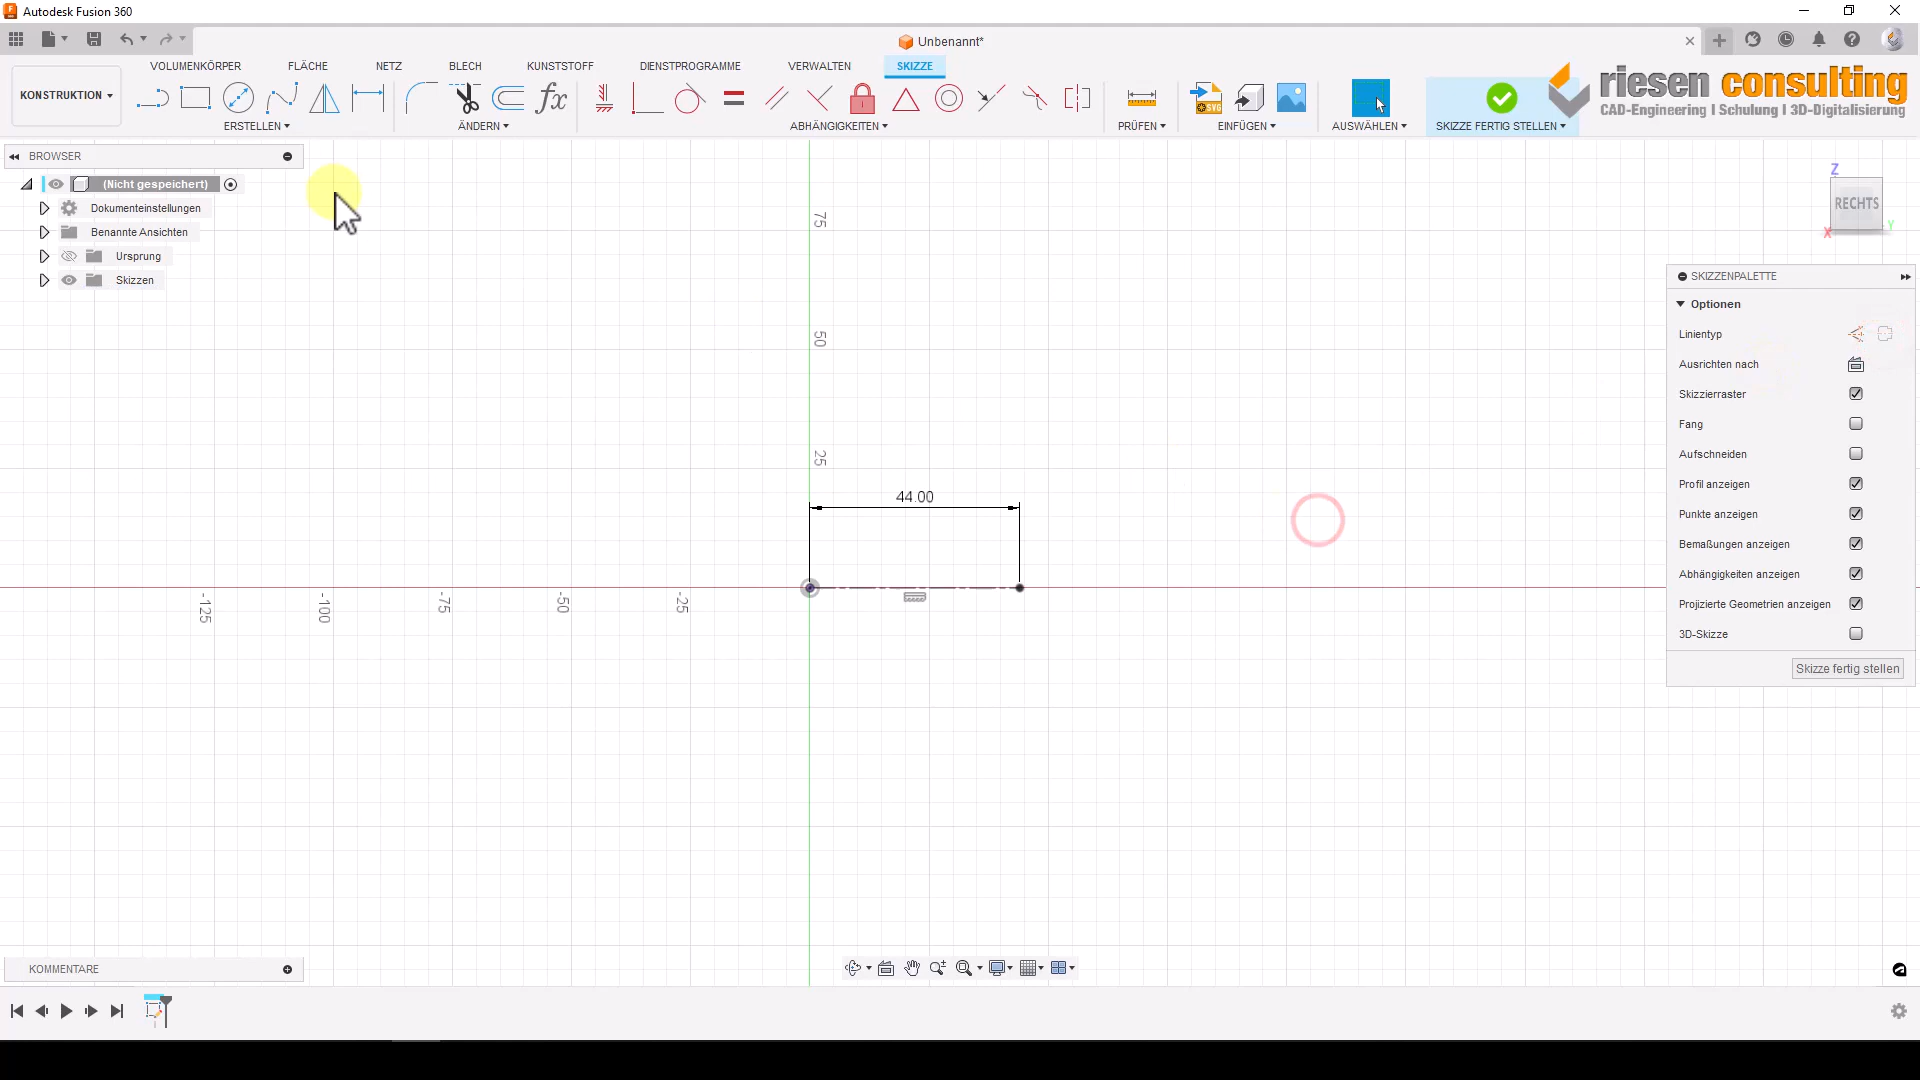 Autodesk Fusion 360
Unbenannt*
VOLUMENKÖRPER FLÄCHE NETZ BLECH KUNSTSTOFF DIENSTPROGRAMME VERWALTEN SKIZZE
KONSTRUKTION
ERSTELLEN ÄNDERN ABHÄNGIGKEITEN PRÜFEN EINFÜGEN AUSWÄHLEN SKIZZE FERTIG STELLEN
fx
SVG
riesen consulting
CAD-Engineering I Schulung I 3D-Digitalisierung
BROWSER
(Nicht gespeichert)
Dokumenteinstellungen
Benannte Ansichten
Ursprung
Skizzen
Z
RECHTS
X
Y
75
50
25
44.00
-125
-100
-75
-50
-25
SKIZZENPALETTE
Optionen
Linientyp
Ausrichten nach
Skizzierraster
Fang
Aufschneiden
Profil anzeigen
Punkte anzeigen
Bemaßungen anzeigen
Abhängigkeiten anzeigen
Projizierte Geometrien anzeigen
3D-Skizze
Skizze fertig stellen
KOMMENTARE